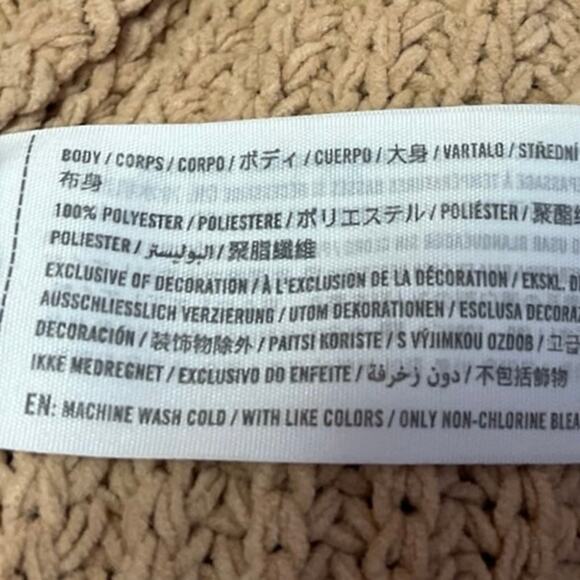 BODY / CORPS / CORPO / ボディ / CUERPO / 大身 / VARTALO / STŘEDNÍ
布身
100% POLYESTER / POLIESTERE / ポリエステル / POLIÉSTER / 聚酯
POLIESTER / البوليستر / 聚脂纖維
EXCLUSIVE OF DECORATION / À L'EXCLUSION DE LA DÉCORATION / EKSKL. D
AUSSCHLIESSLICH VERZIERUNG / UTOM DEKORATIONEN / ESCLUSA DECORAZ
DECORACIÓN / 装饰物除外 / PAITSI KORISTE / S VÝJIMKOU OZDOB / 고급
IKKE MEDREGNET / EXCLUSIVO DO ENFEITE / دون زخرفة / 不包括飾物
EN: MACHINE WASH COLD / WITH LIKE COLORS / ONLY NON-CHLORINE BLEA